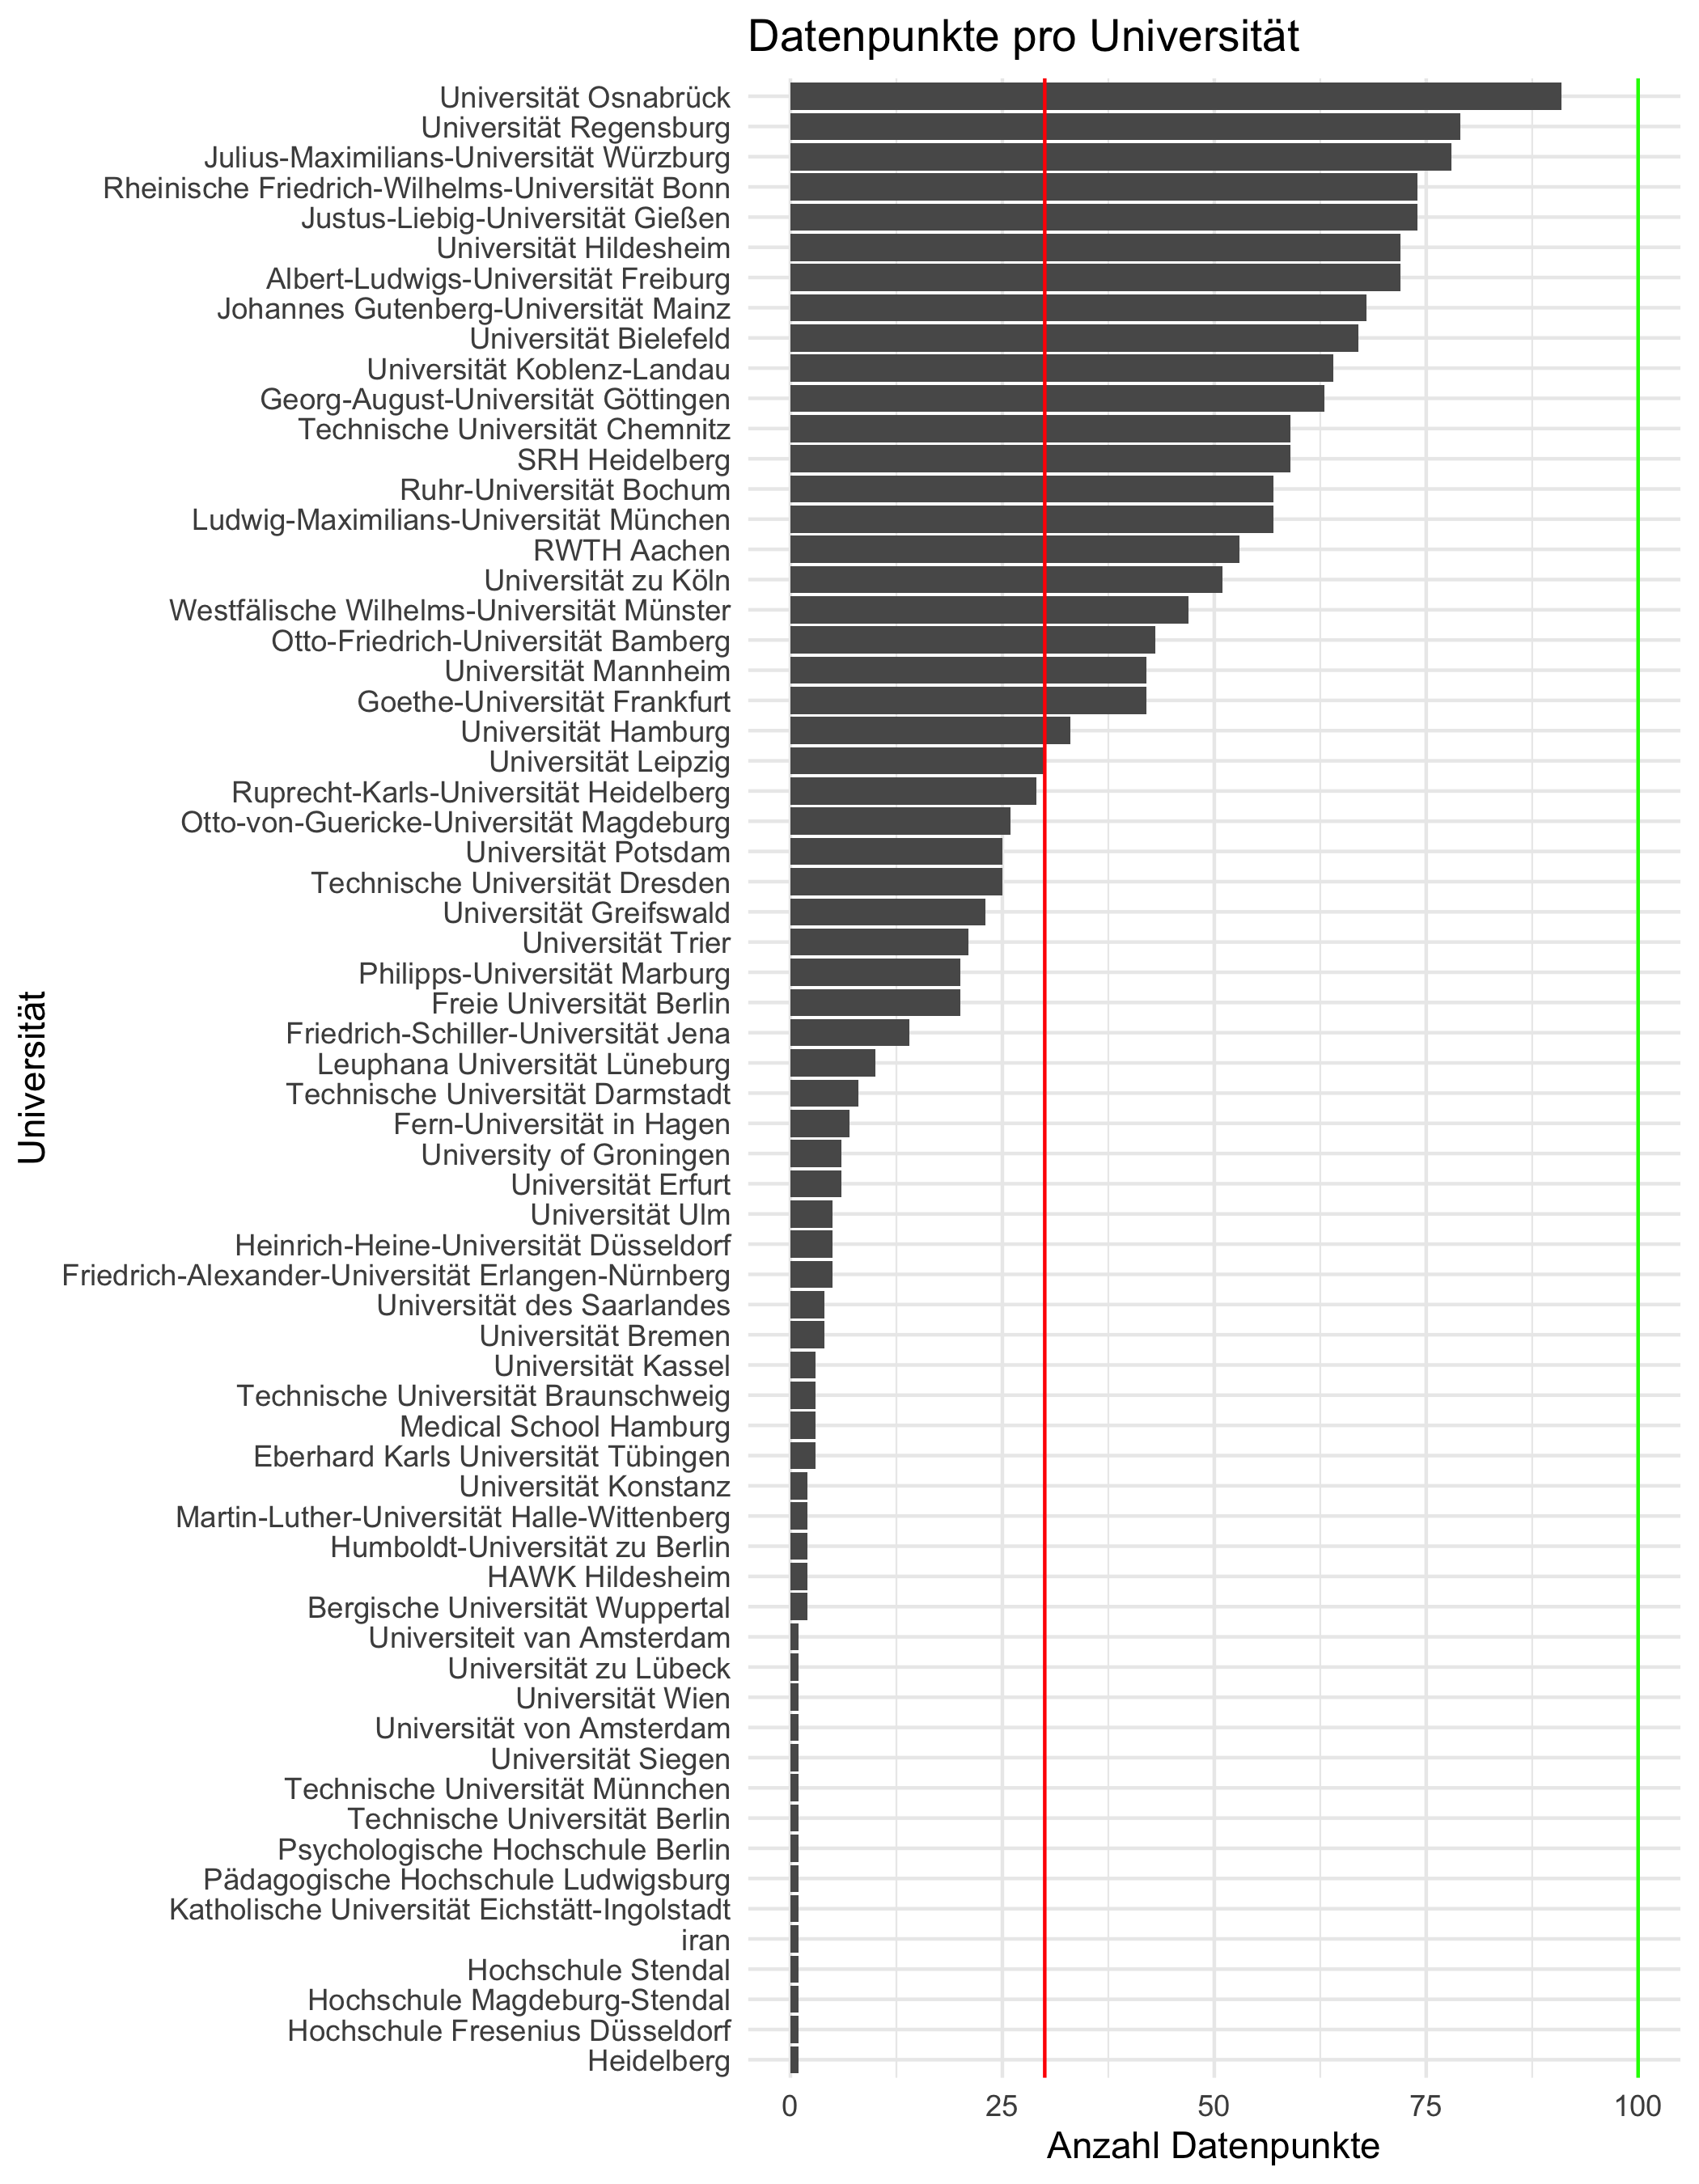 Datenpunkte pro Universität
Universität Osnabrück
Universität Regensburg
Julius-Maximilians-Universität Würzburg
Rheinische Friedrich-Wilhelms-Universität Bonn
Justus-Liebig-Universität Gießen
Universität Hildesheim
Albert-Ludwigs-Universität Freiburg
Johannes Gutenberg-Universität Mainz
Universität Bielefeld
Universität Koblenz-Landau
Georg-August-Universität Göttingen
Technische Universität Chemnitz
SRH Heidelberg
Ruhr-Universität Bochum
Ludwig-Maximilians-Universität München
RWTH Aachen
Universität zu Köln
Westfälische Wilhelms-Universität Münster
Otto-Friedrich-Universität Bamberg
Universität Mannheim
Goethe-Universität Frankfurt
Universität Hamburg
Universität Leipzig
Ruprecht-Karls-Universität Heidelberg
Otto-von-Guericke-Universität Magdeburg
Universität Potsdam
Technische Universität Dresden
Universität Greifswald
Universität Trier
Philipps-Universität Marburg
Freie Universität Berlin
Friedrich-Schiller-Universität Jena
Leuphana Universität Lüneburg
Technische Universität Darmstadt
Fern-Universität in Hagen
University of Groningen
Universität Erfurt
Universität Ulm
Heinrich-Heine-Universität Düsseldorf
Friedrich-Alexander-Universität Erlangen-Nürnberg
Universität des Saarlandes
Universität Bremen
Universität Kassel
Technische Universität Braunschweig
Medical School Hamburg
Eberhard Karls Universität Tübingen
Universität Konstanz
Martin-Luther-Universität Halle-Wittenberg
Humboldt-Universität zu Berlin
HAWK Hildesheim
Bergische Universität Wuppertal
Universiteit van Amsterdam
Universität zu Lübeck
Universität Wien
Universität von Amsterdam
Universität Siegen
Technische Universität Münnchen
Technische Universität Berlin
Psychologische Hochschule Berlin
Pädagogische Hochschule Ludwigsburg
Katholische Universität Eichstätt-Ingolstadt
iran
Hochschule Stendal
Hochschule Magdeburg-Stendal
Hochschule Fresenius Düsseldorf
Heidelberg
Universität
0 25 50 75 100
Anzahl Datenpunkte